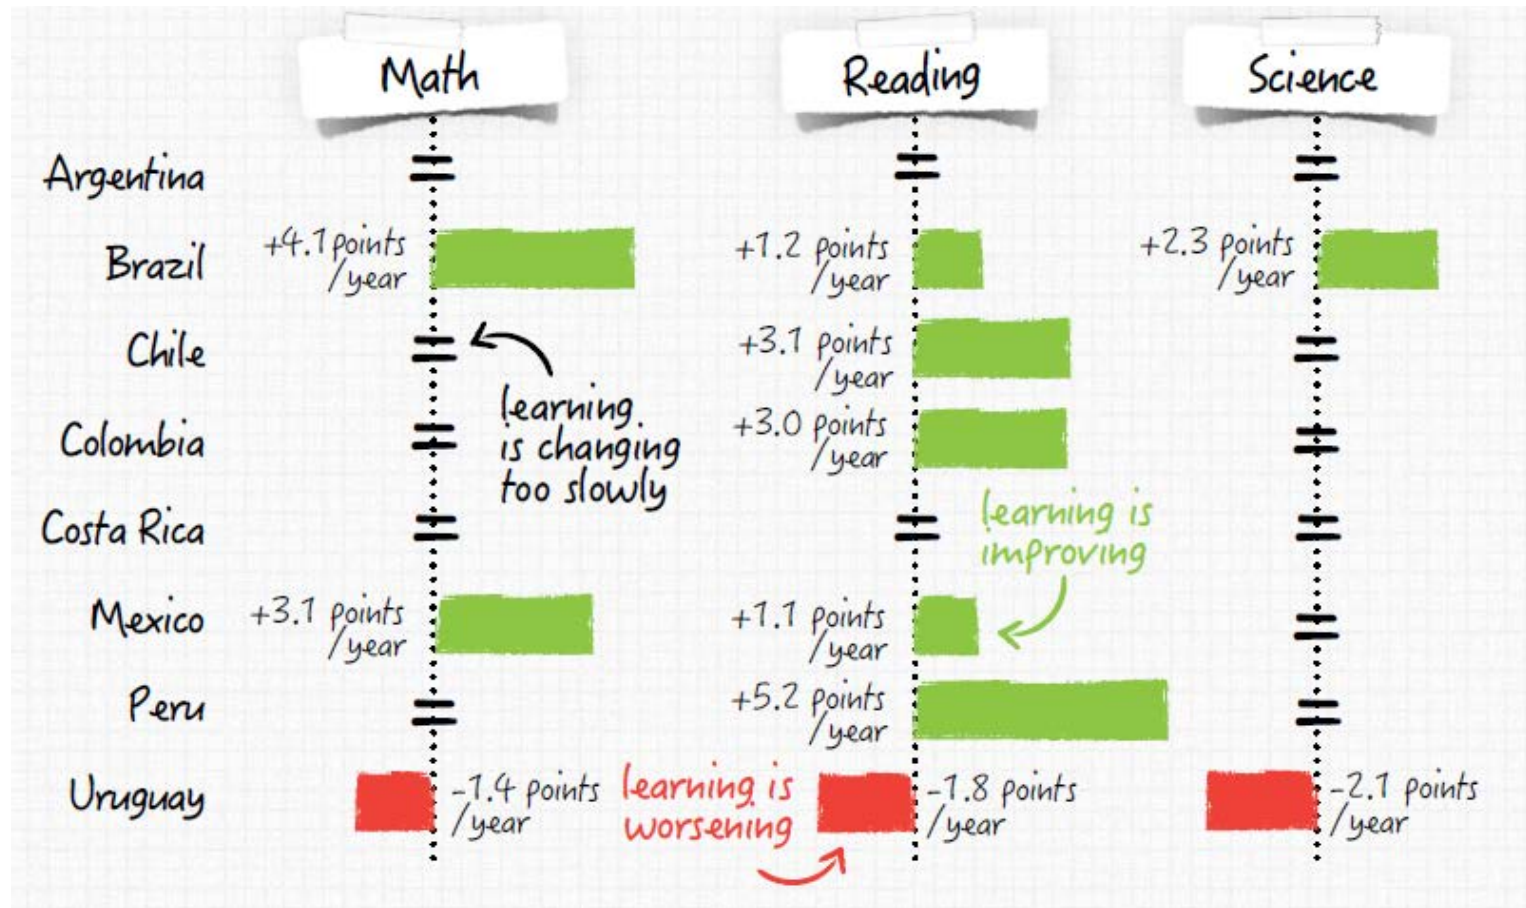 Math
Reading
Science
Argentina
Brazil
+4.1 points
/year
+1.2 points
/year
+2.3 points
/year
Chile
+3.1 points
/year
learning
is changing
too slowly
Colombia
+3.0 points
/year
Costa Rica
learning is
improving
Mexico
+3.1 points
/year
+1.1 points
/year
Peru
+5.2 points
/year
Uruguay
-1.4 points
/year
learning is
worsening
-1.8 points
/year
-2.1 points
/year